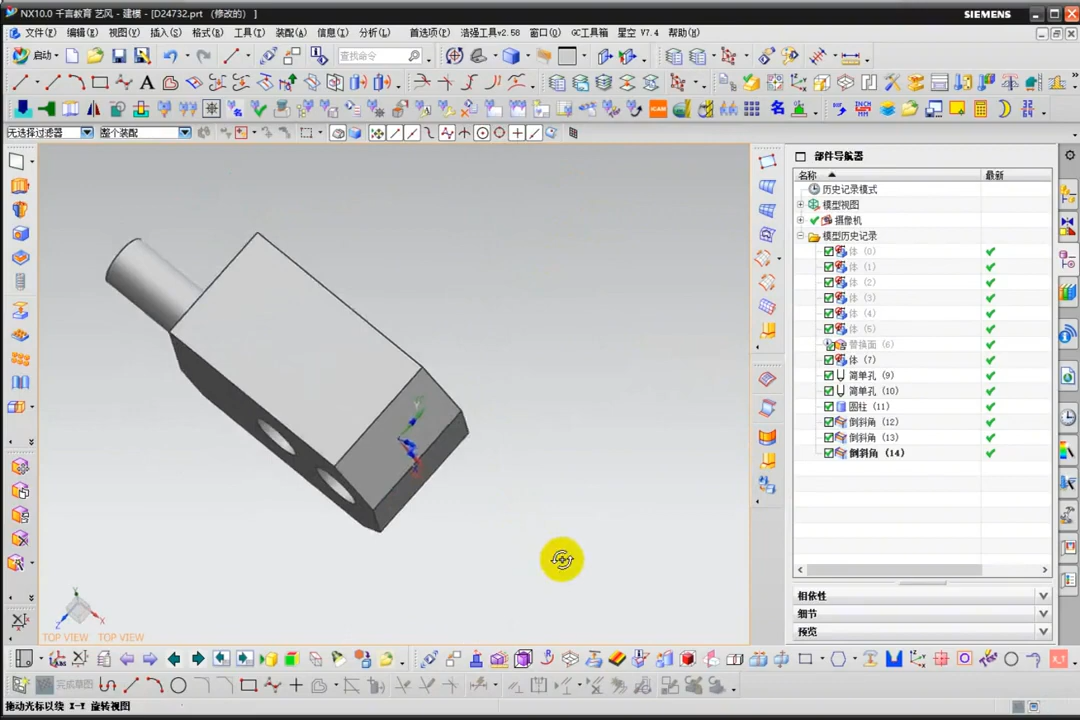 NX10.0 千言教育 艺风 - 建模 - [D24732.prt （修改的） ]
SIEMENS
文件(F) 编辑(E) 视图(V) 插入(S) 格式(R) 工具(T) 装配(A) 信息(I) 分析(L) 首选项(P) 浩强工具v2.58 窗口(O) GC工具箱 星空 V7.4 帮助(H)
启动 查找命令
无选择过滤器 整个装配
部件导航器
名称 最新
历史记录模式
模型视图
摄像机
模型历史记录
体 (0)
体 (1)
体 (2)
体 (3)
体 (4)
体 (5)
替换面 (6)
体 (7)
简单孔 (9)
简单孔 (10)
圆柱 (11)
倒斜角 (12)
倒斜角 (13)
倒斜角 (14)
相依性
细节
预览
TOP VIEW TOP VIEW
完成草图
拖动光标以绕 X-Y 旋转视图